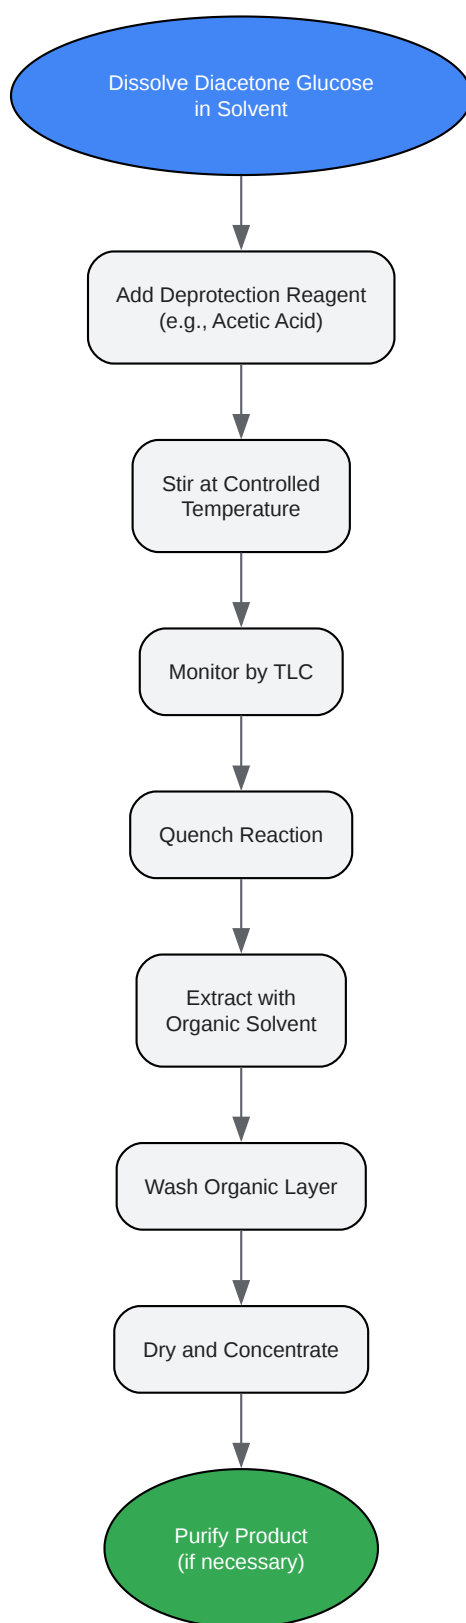 Dissolve Diacetone Glucose
in Solvent
Add Deprotection Reagent
(e.g., Acetic Acid)
Stir at Controlled
Temperature
Monitor by TLC
Quench Reaction
Extract with
Organic Solvent
Wash Organic Layer
Dry and Concentrate
Purify Product
(if necessary)